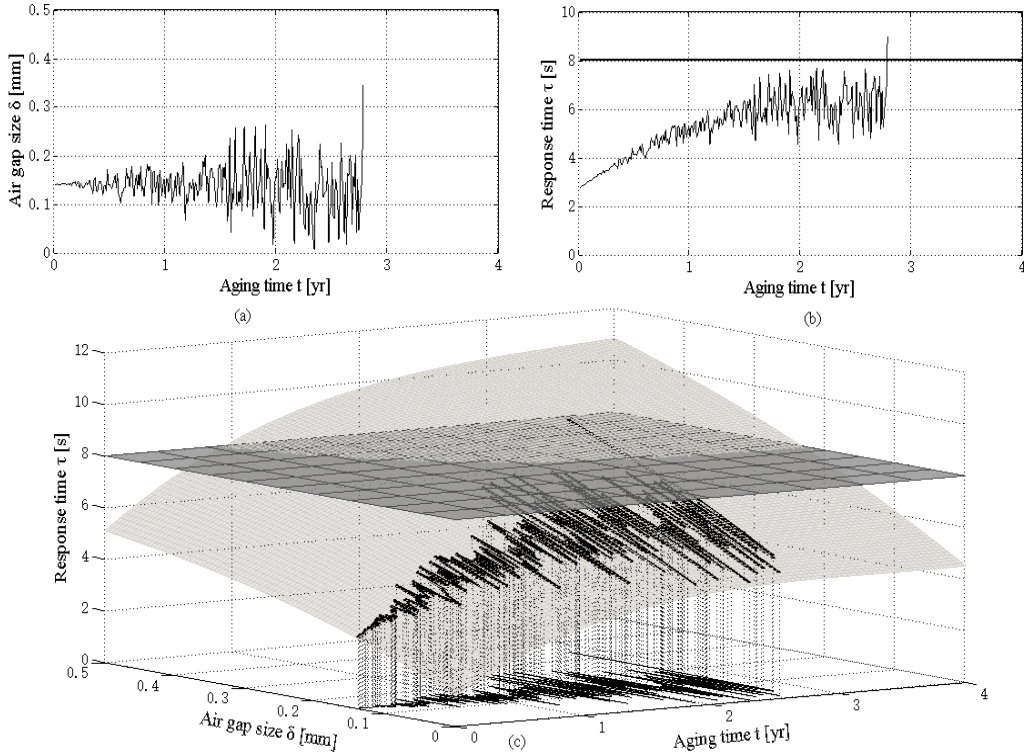 0.5
0.4
0.3
0.2
0.1
0
Air gap size δ [mm]
0 1 2 3 4
Aging time t [yr]
(a)
10
8
6
4
2
0
Response time τ [s]
0 1 2 3 4
Aging time t [yr]
(b)
12
10
8
6
4
2
0
Response time τ [s]
0.5
0.4
0.3
0.2
0.1
0
Air gap size δ [mm]
0
1
2
3
4
Aging time t [yr]
(c)